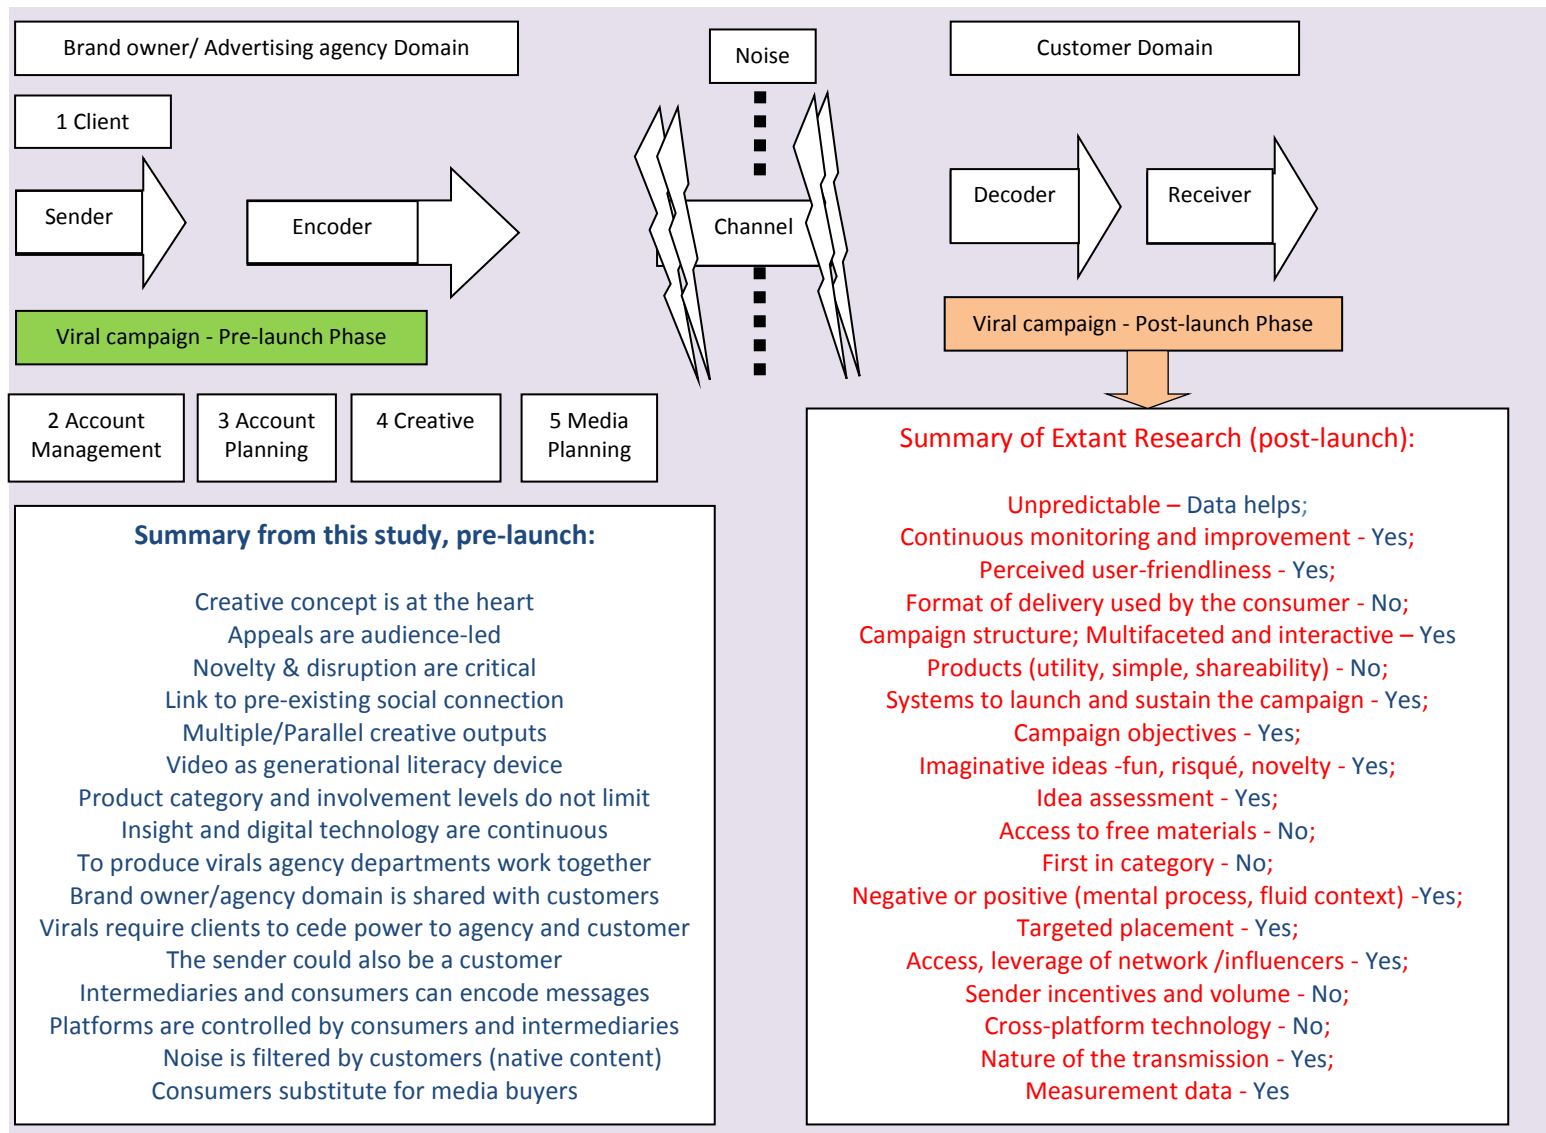 Brand owner/ Advertising agency Domain
Noise
Customer Domain
1 Client
Sender
Encoder
Channel
Decoder
Receiver
Viral campaign - Pre-launch Phase
Viral campaign - Post-launch Phase
2 Account
Management
3 Account
Planning
4 Creative
5 Media
Planning
Summary from this study, pre-launch:
Creative concept is at the heart
Appeals are audience-led
Novelty & disruption are critical
Link to pre-existing social connection
Multiple/Parallel creative outputs
Video as generational literacy device
Product category and involvement levels do not limit
Insight and digital technology are continuous
To produce virals agency departments work together
Brand owner/agency domain is shared with customers
Virals require clients to cede power to agency and customer
The sender could also be a customer
Intermediaries and consumers can encode messages
Platforms are controlled by consumers and intermediaries
Noise is filtered by customers (native content)
Consumers substitute for media buyers
Summary of Extant Research (post-launch):
Unpredictable – Data helps;
Continuous monitoring and improvement - Yes;
Perceived user-friendliness - Yes;
Format of delivery used by the consumer - No;
Campaign structure; Multifaceted and interactive – Yes
Products (utility, simple, shareability) - No;
Systems to launch and sustain the campaign - Yes;
Campaign objectives - Yes;
Imaginative ideas -fun, risqué, novelty - Yes;
Idea assessment - Yes;
Access to free materials - No;
First in category - No;
Negative or positive (mental process, fluid context) -Yes;
Targeted placement - Yes;
Access, leverage of network /influencers - Yes;
Sender incentives and volume - No;
Cross-platform technology - No;
Nature of the transmission - Yes;
Measurement data - Yes